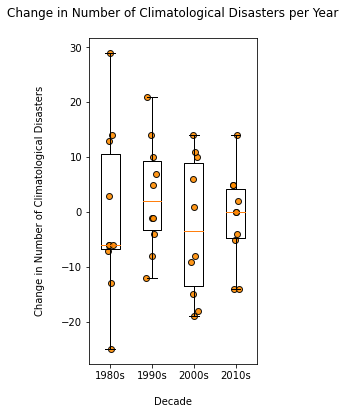 Change in Number of Climatological Disasters per Year
Change in Number of Climatological Disasters
30
20
10
0
−10
−20
1980s 1990s 2000s 2010s
Decade